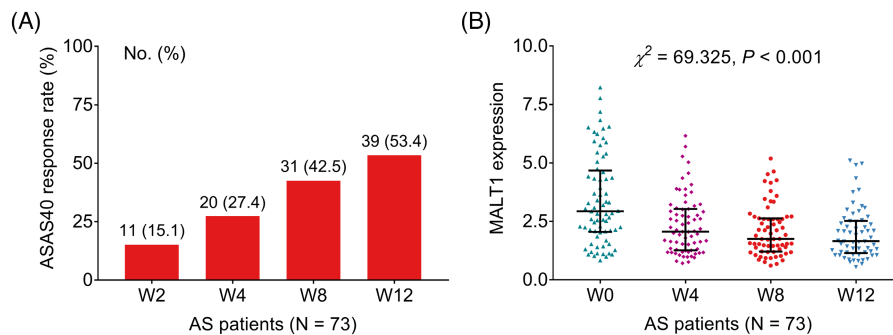 (A)
ASAS40 response rate (%)
100
75
50
25
0
No. (%)
11 (15.1)
20 (27.4)
31 (42.5)
39 (53.4)
W2 W4 W8 W12
AS patients (N = 73)
(B)
MALT1 expression
10.0
7.5
5.0
2.5
0.0
χ² = 69.325, P < 0.001
W0 W4 W8 W12
AS patients (N = 73)